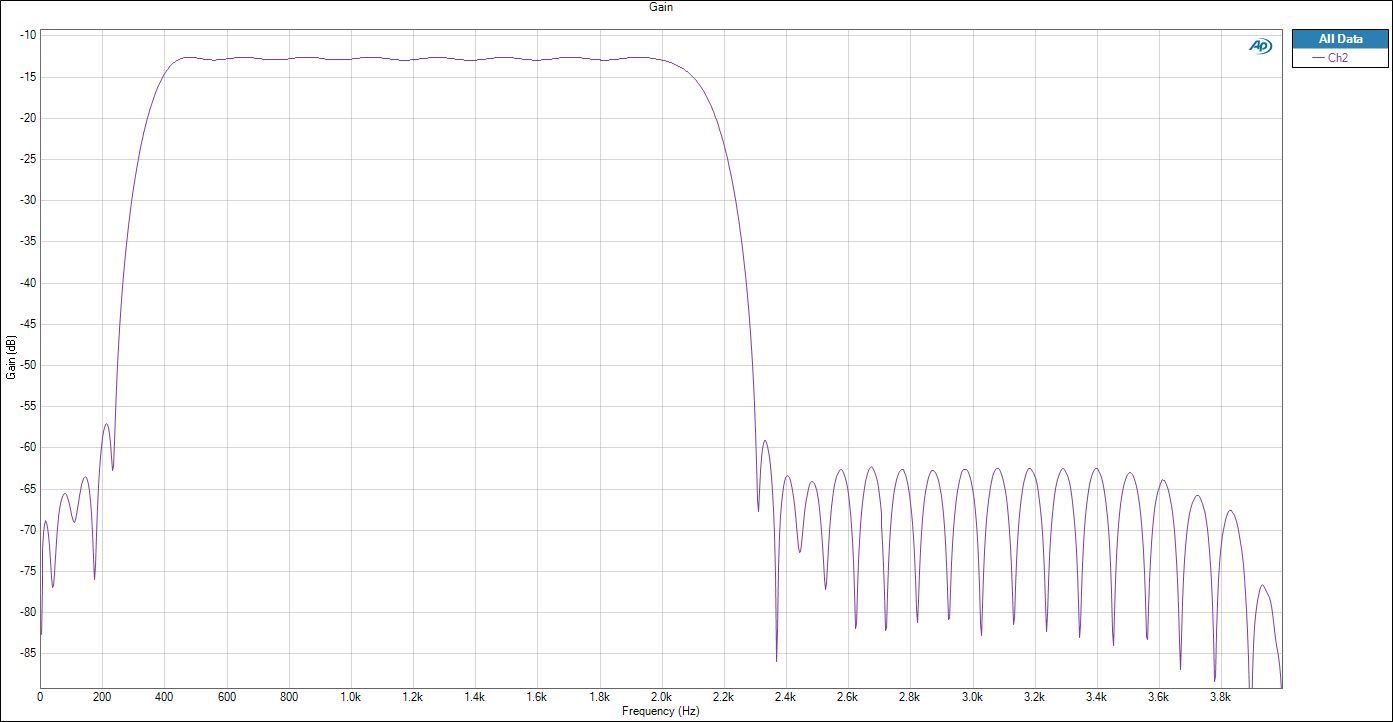 Gain
AP
All Data
Ch2
-10
-15
-20
-25
-30
-35
-40
-45
-50
-55
-60
-65
-70
-75
-80
-85
Gain (dB)
0 200 400 600 800 1.0k 1.2k 1.4k 1.6k 1.8k 2.0k 2.2k 2.4k 2.6k 2.8k 3.0k 3.2k 3.4k 3.6k 3.8k
Frequency (Hz)